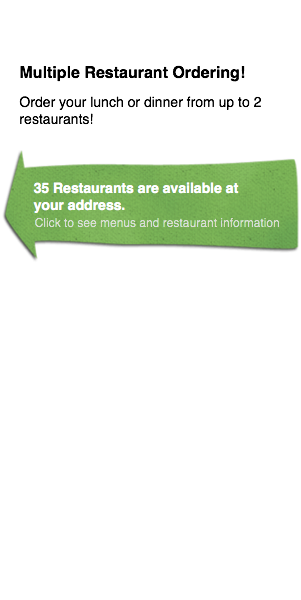 Multiple Restaurant Ordering!
Order your lunch or dinner from up to 2
restaurants!
35 Restaurants are available at
your address.
Click to see menus and restaurant information